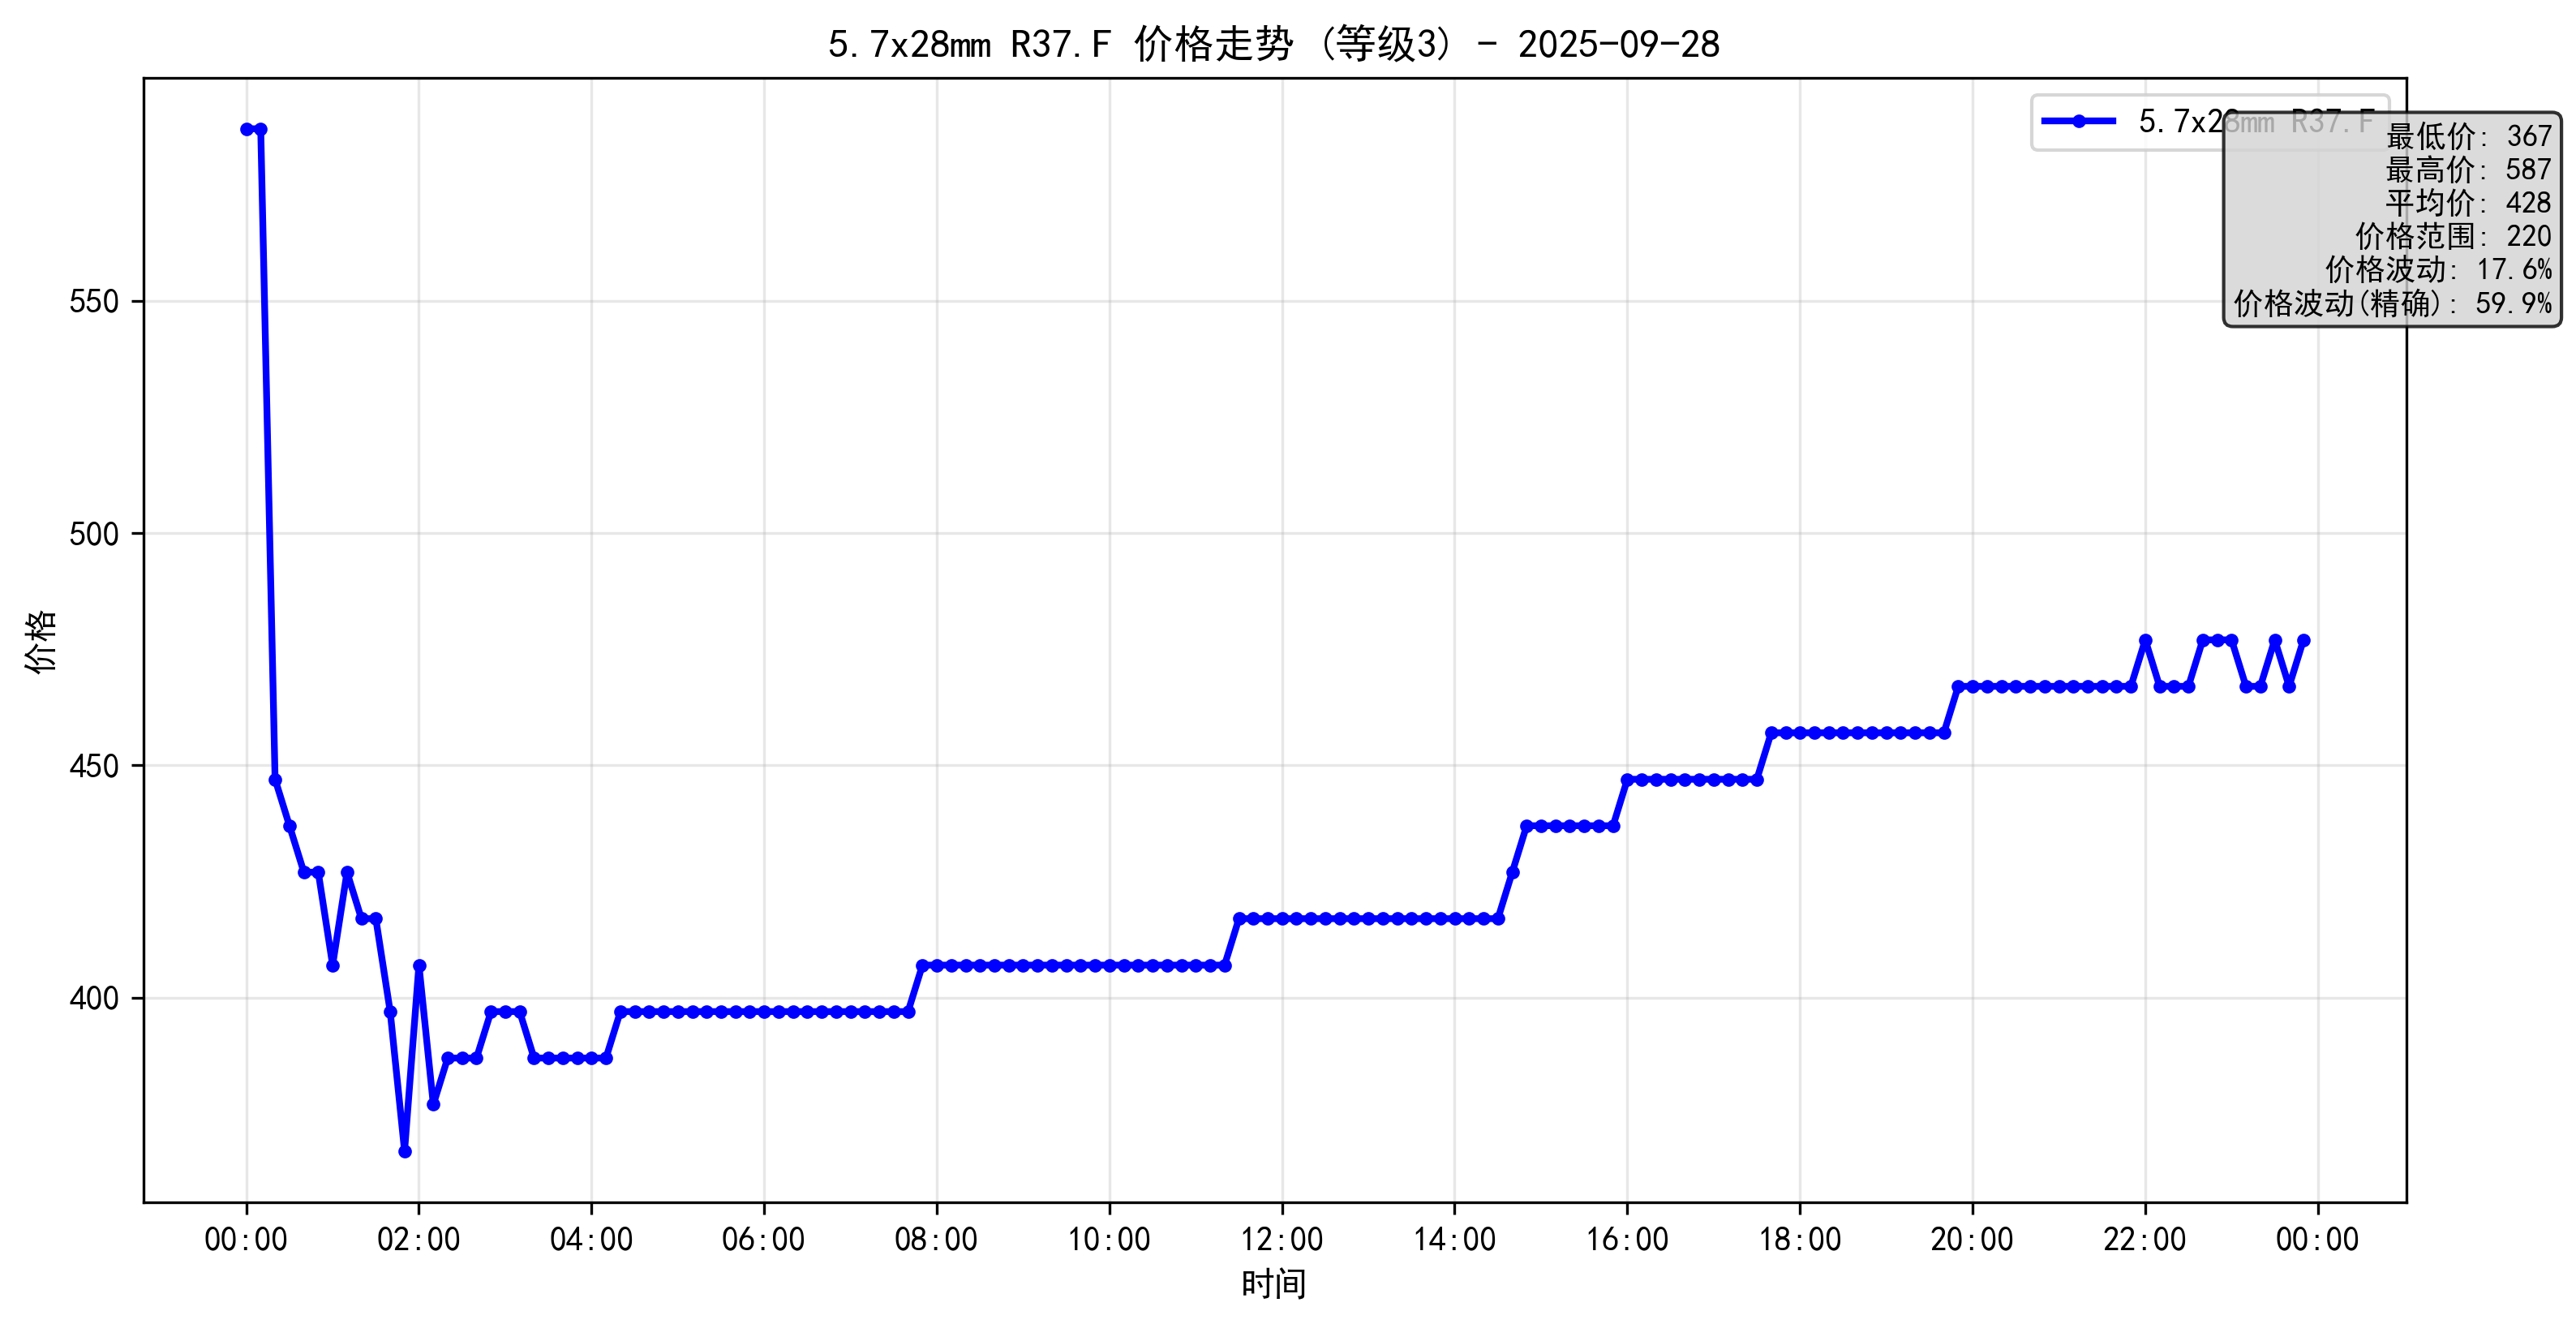 5.7x28mm R37.F 价格走势 (等级3) - 2025-09-28
5.7x28mm R37.F
最低价: 367
最高价: 587
平均价: 428
价格范围: 220
价格波动: 17.6%
价格波动(精确): 59.9%
价格
550
500
450
400
00:00 02:00 04:00 06:00 08:00 10:00 12:00 14:00 16:00 18:00 20:00 22:00 00:00
时间